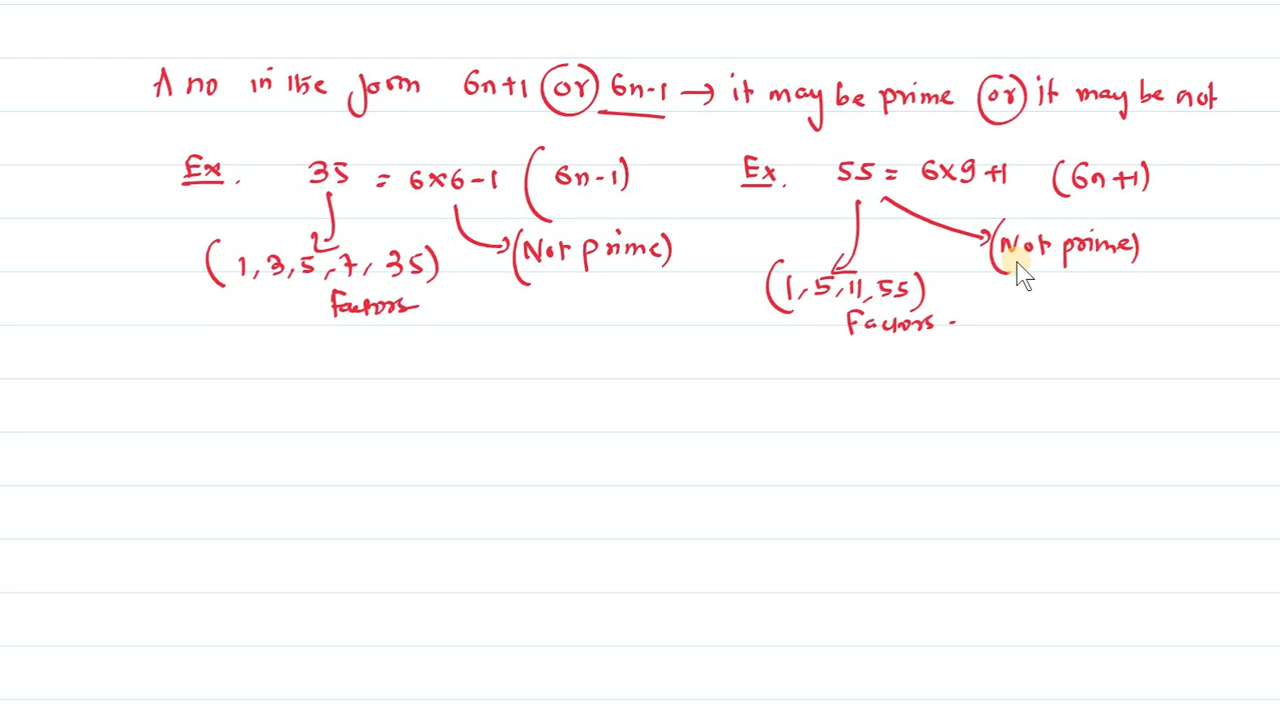 A no in the form 6n+1 or 6n-1 → it may be prime or it may be not
Ex. 35 = 6×6-1 (6n-1) Ex. 55 = 6×9+1 (6n+1)
(1,3,5,7,35) (Not prime) (Not prime)
Factors (1,5,11,55)
Factors.